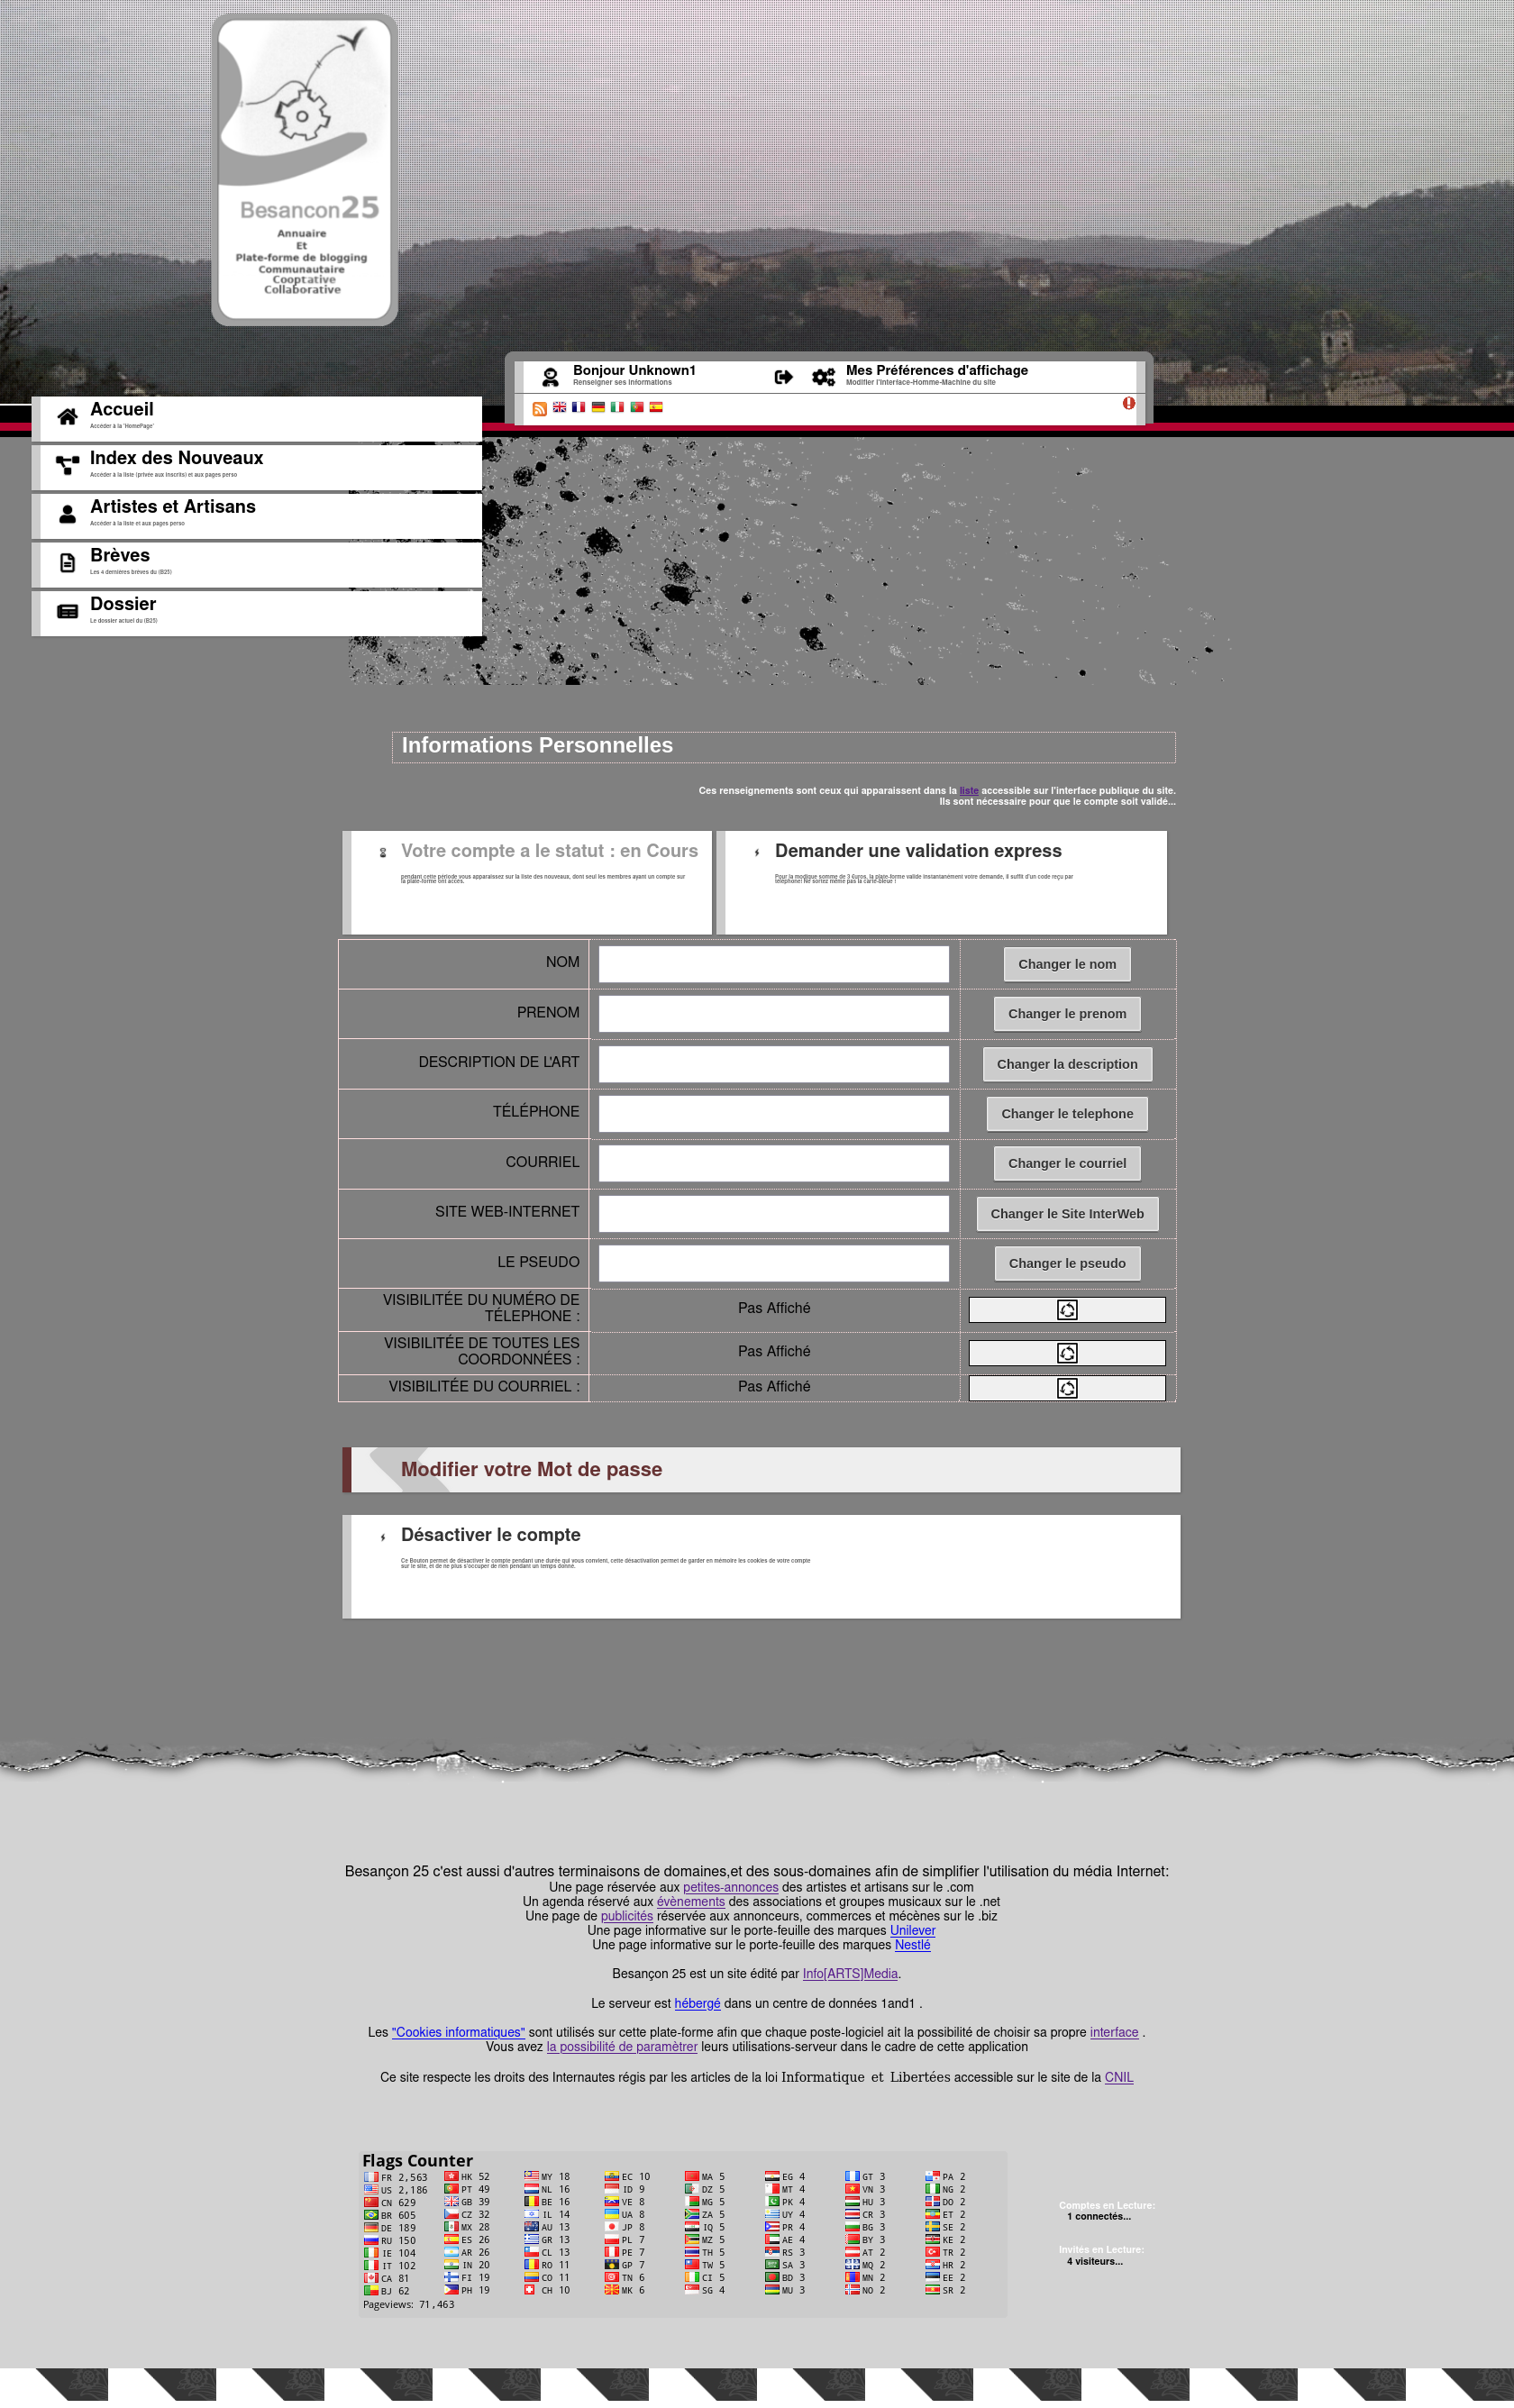 Besancon25
Annuaire
Et
Plate-forme de blogging
Communautaire
Cooptative
Collaborative
Bonjour Unknown1
Renseigner ses informations
Mes Préférences d'affichage
Modifier l'Interface-Homme-Machine du site
Accueil
Accéder à la "HomePage"
Index des Nouveaux
Accéder à la liste (privée aux inscrits) et aux pages perso
Artistes et Artisans
Accéder à la liste et aux pages perso
Brèves
Les 4 dernières brèves du (B25)
Dossier
Le dossier actuel du (B25)
Informations Personnelles
Ces renseignements sont ceux qui apparaissent dans la liste accessible sur l'interface publique du site.
Ils sont nécessaire pour que le compte soit validé...
Votre compte a le statut : en Cours
pendant cette période vous apparaissez sur la liste des nouveaux, dont seul les membres ayant un compte sur
la plate-forme ont accès.
Demander une validation express
Pour la modique somme de 3 €uros, la plate-forme valide instantanément votre demande, il suffit d'un code reçu par
téléphone! Ne sortez même pas la carte-bleue !
NOM
Changer le nom
PRENOM
Changer le prenom
DESCRIPTION DE L'ART
Changer la description
TÉLÉPHONE
Changer le telephone
COURRIEL
Changer le courriel
SITE WEB-INTERNET
Changer le Site InterWeb
LE PSEUDO
Changer le pseudo
VISIBILITÉE DU NUMÉRO DE
TÉLEPHONE :
Pas Affiché
VISIBILITÉE DE TOUTES LES
COORDONNÉES :
Pas Affiché
VISIBILITÉE DU COURRIEL :
Pas Affiché
Modifier votre Mot de passe
Désactiver le compte
Ce Bouton permet de désactiver le compte pendant une durée qui vous convient, cette désactivation permet de garder en mémoire les cookies de votre compte
sur le site, et de ne plus s'occuper de rien pendant un temps donné.
Besançon 25 c'est aussi d'autres terminaisons de domaines,et des sous-domaines afin de simplifier l'utilisation du média Internet:
Une page réservée aux petites-annonces des artistes et artisans sur le .com
Un agenda réservé aux évènements des associations et groupes musicaux sur le .net
Une page de publicités réservée aux annonceurs, commerces et mécènes sur le .biz
Une page informative sur le porte-feuille des marques Unilever
Une page informative sur le porte-feuille des marques Nestlé
Besançon 25 est un site édité par Info[ARTS]Media.
Le serveur est hébergé dans un centre de données 1and1 .
Les "Cookies informatiques" sont utilisés sur cette plate-forme afin que chaque poste-logiciel ait la possibilité de choisir sa propre interface .
Vous avez la possibilité de paramètrer leurs utilisations-serveur dans le cadre de cette application
Ce site respecte les droits des Internautes régis par les articles de la loi Informatique et Libertées accessible sur le site de la CNIL
Flags Counter
FR 2,563 HK 52 MY 18 EC 10 MA 5 EG 4 GT 3 PA 2
US 2,186 PT 49 NL 16 ID 9 DZ 5 MT 4 VN 3 NG 2
CN 629 GB 39 BE 16 VE 8 MG 5 PK 4 HU 3 DO 2
BR 605 CZ 32 IL 14 UA 8 ZA 5 UY 4 CR 3 ET 2
DE 189 MX 28 AU 13 JP 8 IQ 5 PR 4 BG 3 SE 2
RU 150 ES 26 GR 13 PL 7 MZ 5 AE 4 BY 3 KE 2
IE 104 AR 26 CL 13 PE 7 TH 5 RS 3 AT 2 TR 2
IT 102 IN 20 RO 11 GP 7 TW 5 SA 3 MQ 2 HR 2
CA 81 FI 19 CO 11 TN 6 CI 5 BD 3 MN 2 EE 2
BJ 62 PH 19 CH 10 MK 6 SG 4 MU 3 NO 2 SR 2
Pageviews: 71,463
Comptes en Lecture:
1 connectés...
Invités en Lecture:
4 visiteurs...